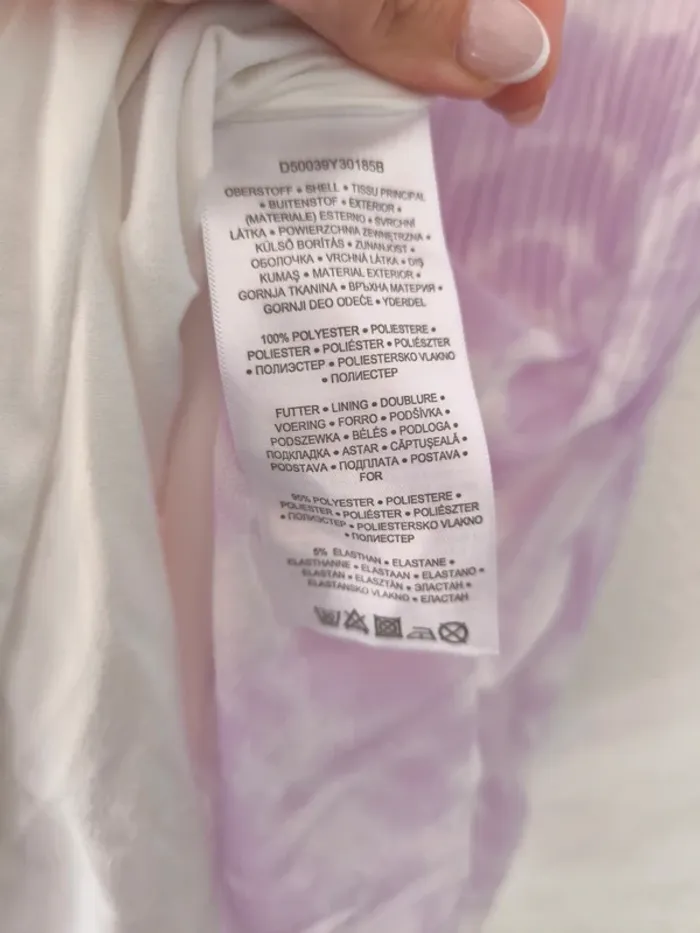 D50039Y30185B
OBERSTOFF • SHELL • TISSU PRINCIPAL
• BUITENSTOF • EXTERIOR •
(MATERIALE) ESTERNO • SVRCHNÍ
LÁTKA • POWIERZCHNIA ZEWNĘTRZNA •
KÜLSŐ BORÍTÁS • ZUNANJOST •
ОБОЛОЧКА • VRCHNÁ LÁTKA • DIŞ
KUMAŞ • MATERIAL EXTERIOR •
GORNJA TKANINA • ВРЪХНА МАТЕРИЯ •
GORNJI DEO ODEĆE • YDERDEL
100% POLYESTER • POLIESTERE •
POLIESTER • POLIÉSTER • POLIÉSZTER
• ПОЛИЭСТЕР • POLIESTERSKO VLAKNO
• ПОЛИЕСТЕР
FUTTER • LINING • DOUBLURE •
VOERING • FORRO • PODŠÍVKA •
PODSZEWKA • BÉLÉS • PODLOGA •
ПОДКЛАДКА • ASTAR • CĂPTUŞEALĂ •
PODSTAVA • ПОДПЛАТА • POSTAVA •
FOR
95% POLYESTER • POLIESTERE •
POLIESTER • POLIÉSTER • POLIÉSZTER
• ПОЛИЭСТЕР • POLIESTERSKO VLAKNO
• ПОЛИЕСТЕР
5% ELASTHAN • ELASTANE •
ELASTHANNE • ELASTAAN • ELASTANO •
ELASTAN • ELASZTÁN • ЭЛАСТАН •
ELASTANSKO VLAKNO • ЕЛАСТАН